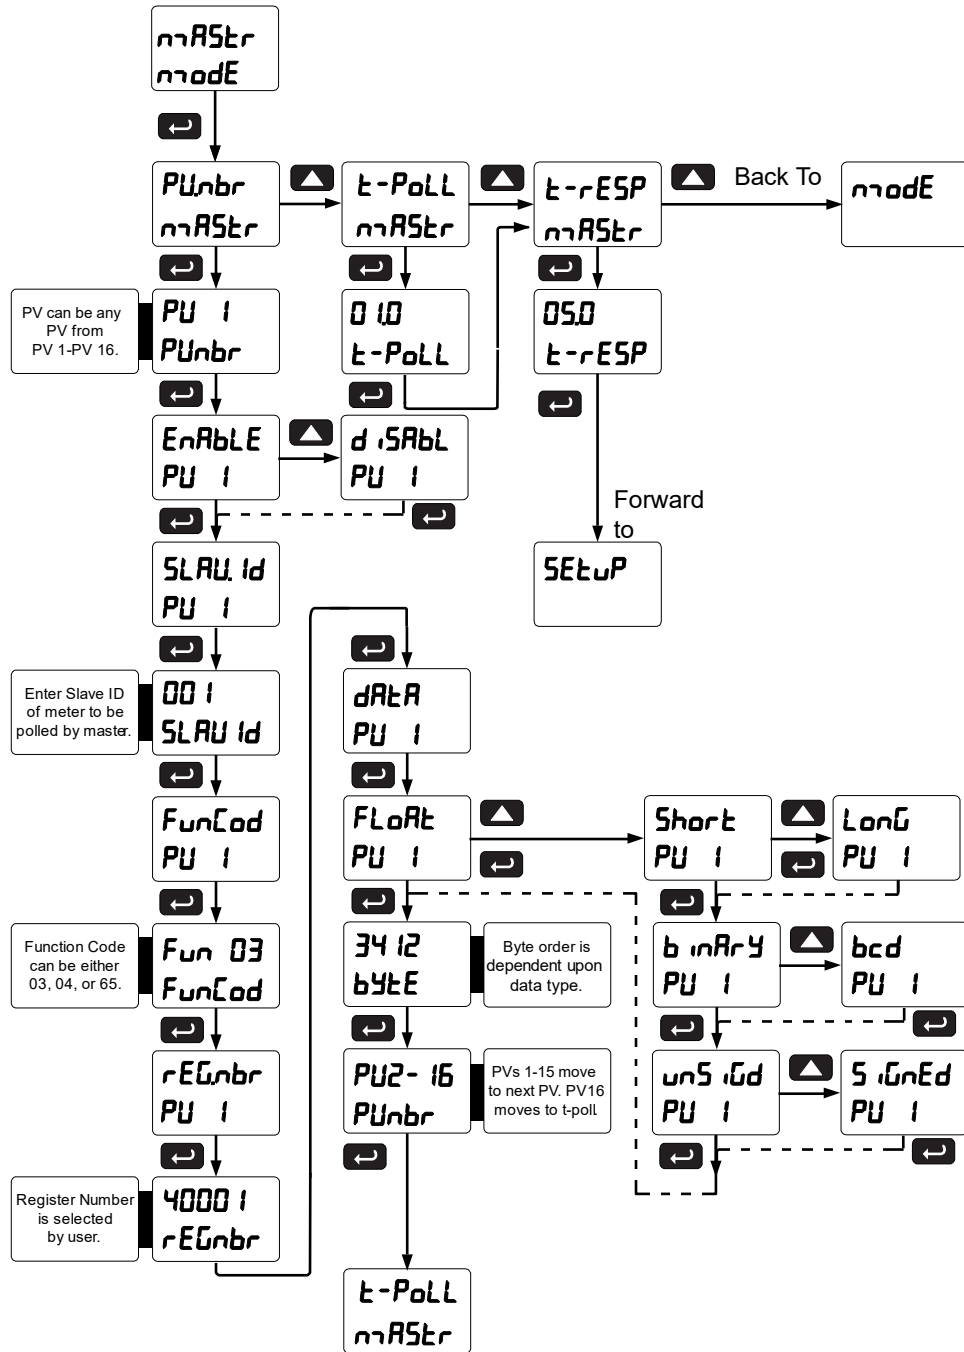 mAStr
modE
PV.nbr
mAStr
t-PoLL
mAStr
t-rESP
mAStr
Back To
modE
PV can be any
PV from
PV 1-PV 16.
PV 1
PVnbr
01.0
t-PoLL
05.0
t-rESP
EnAbLE
PV 1
diSAbL
PV 1
Forward
to
SLAV.Id
PV 1
SEtuP
Enter Slave ID
of meter to be
polled by master.
001
SLAV Id
dAtA
PV 1
FunCod
PV 1
FLoAt
PV 1
Short
PV 1
LonG
PV 1
Function Code
can be either
03, 04, or 65.
Fun 03
FunCod
3412
bytE
Byte order is
dependent upon
data type.
binAry
PV 1
bcd
PV 1
rEG.nbr
PV 1
PV2-16
PVnbr
PVs 1-15 move
to next PV. PV16
moves to t-poll.
unSiGd
PV 1
SiGnEd
PV 1
Register Number
is selected
by user.
40001
rEGnbr
t-PoLL
mAStr